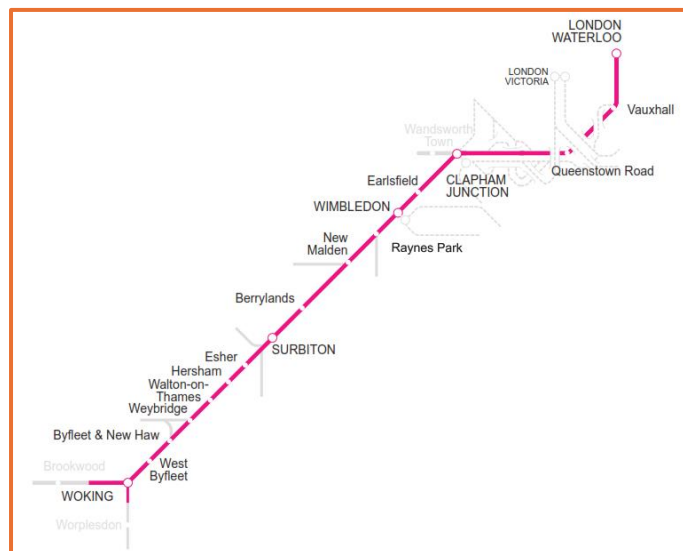 LONDON
WATERLOO
LONDON
VICTORIA
Vauxhall
Wandsworth
Town
Queenstown Road
CLAPHAM
JUNCTION
Earlsfield
WIMBLEDON
Raynes Park
New
Malden
Berrylands
SURBITON
Esher
Hersham
Walton-on-
Thames
Weybridge
Byfleet & New Haw
West
Byfleet
Brookwood
WOKING
Worplesdon